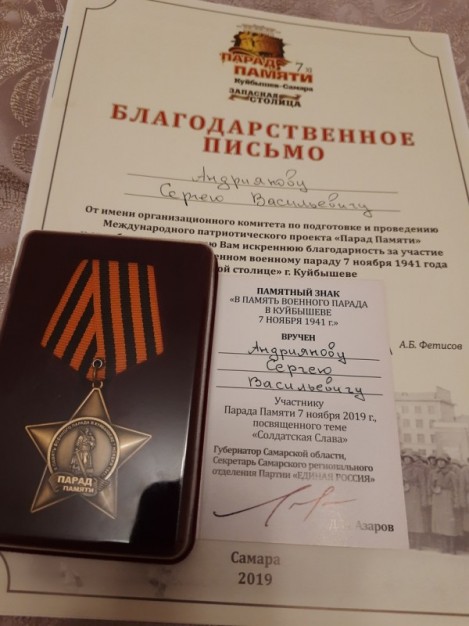 7й
ПАРАД
ПАМЯТИ
Куйбышев-Самара
ЗАПАСНАЯ
СТОЛИЦА
БЛАГОДАРСТВЕННОЕ
ПИСЬМО
Андриянову
Сергею Васильевичу
От имени организационного комитета по подготовке и проведению
Международного патриотического проекта «Парад Памяти»
Вам искреннюю благодарность за участие
военному параду 7 ноября 1941 года
столице» г. Куйбышеве
А.Б. Фетисов
ПАМЯТНЫЙ ЗНАК
«В ПАМЯТЬ ВОЕННОГО ПАРАДА
В КУЙБЫШЕВЕ
7 НОЯБРЯ 1941 г.»
ВРУЧЕН
Андриянову
Сергею
Васильевичу
Участнику
Парада Памяти 7 ноября 2019 г.,
посвященного теме
«Солдатская Слава»
Губернатор Самарской области,
Секретарь Самарского регионального
отделения Партии «ЕДИНАЯ РОССИЯ»
Азаров
ПАРАД
ПАМЯТИ
Самара
2019